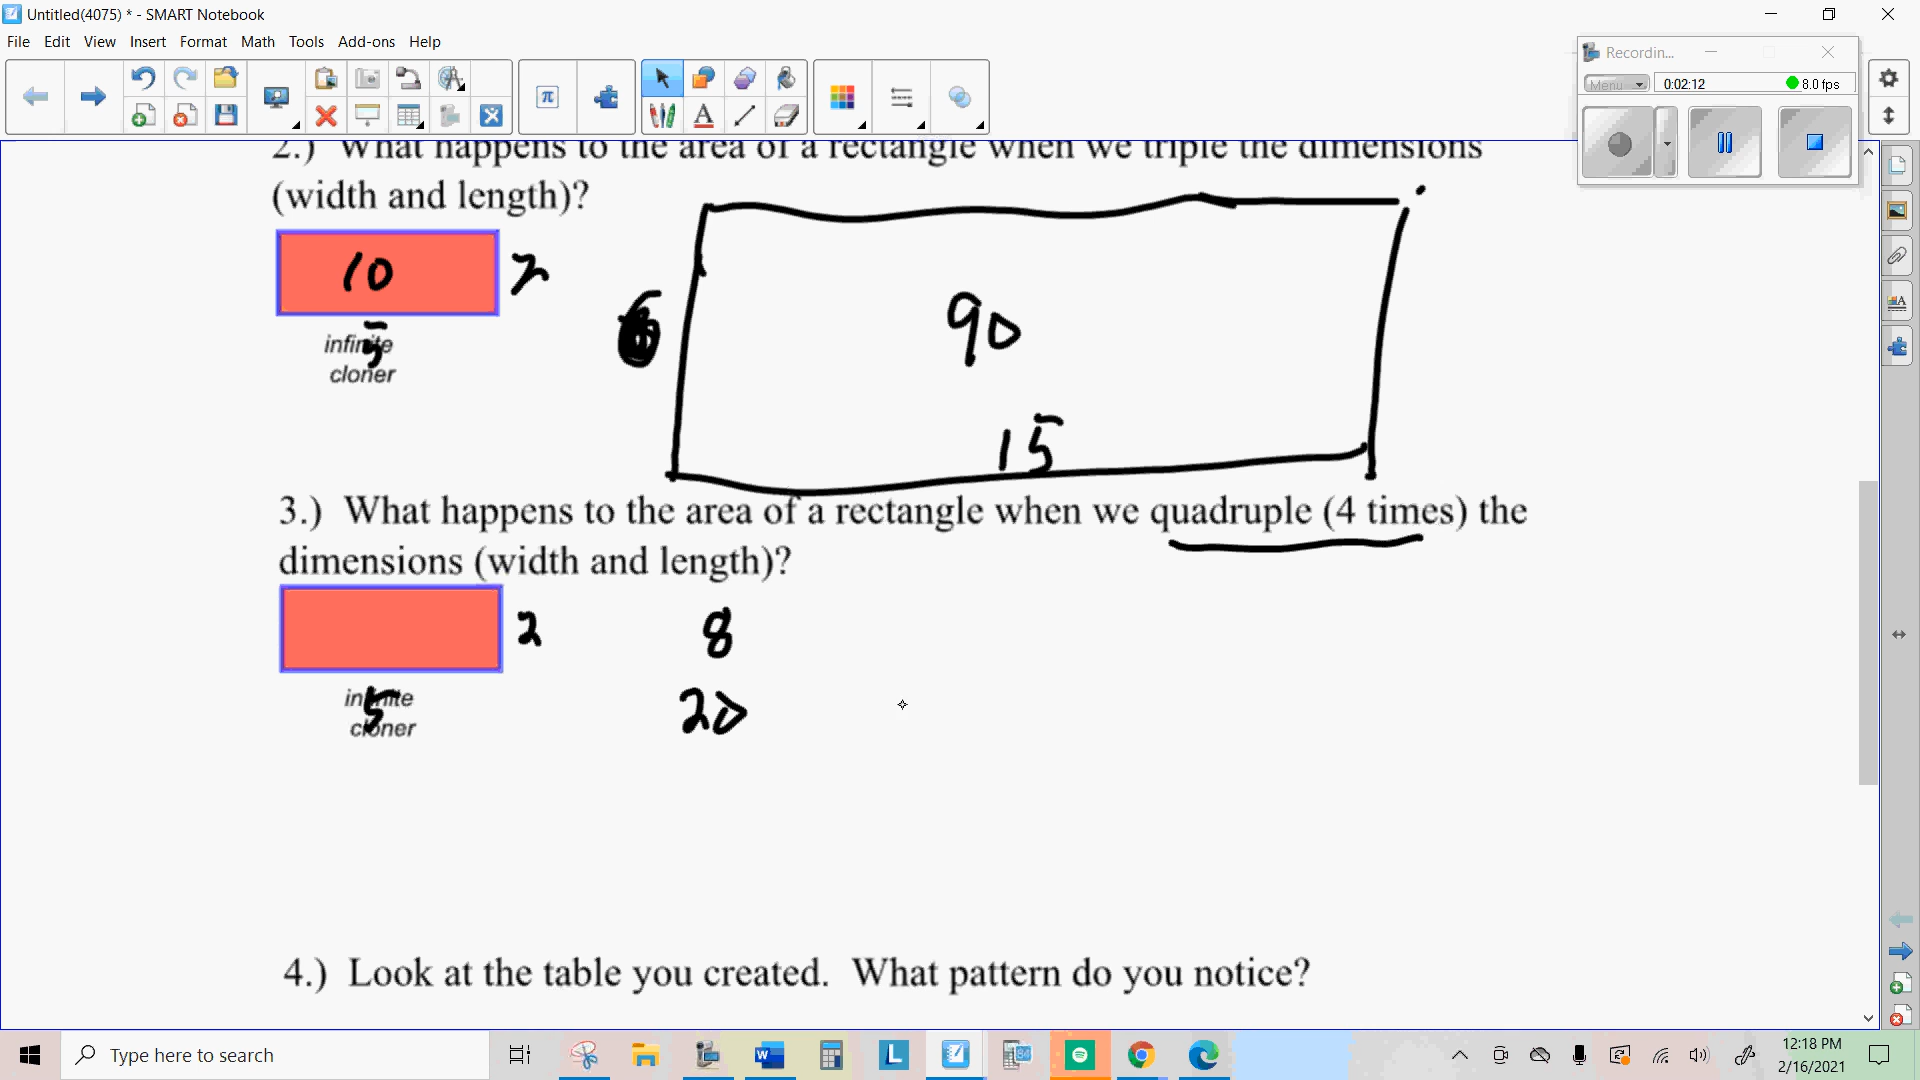 Untitled(4075) * - SMART Notebook
File Edit View Insert Format Math Tools Add-ons Help
Recordin...
Menu 0:02:12 8.0 fps
2.) What happens to the area of a rectangle when we triple the dimensions
(width and length)?
10 2
infinite
5
cloner
6
90
15
3.) What happens to the area of a rectangle when we quadruple (4 times) the
dimensions (width and length)?
2 8
infinite
5
cloner
20
4.) Look at the table you created. What pattern do you notice?
Type here to search
12:18 PM
2/16/2021